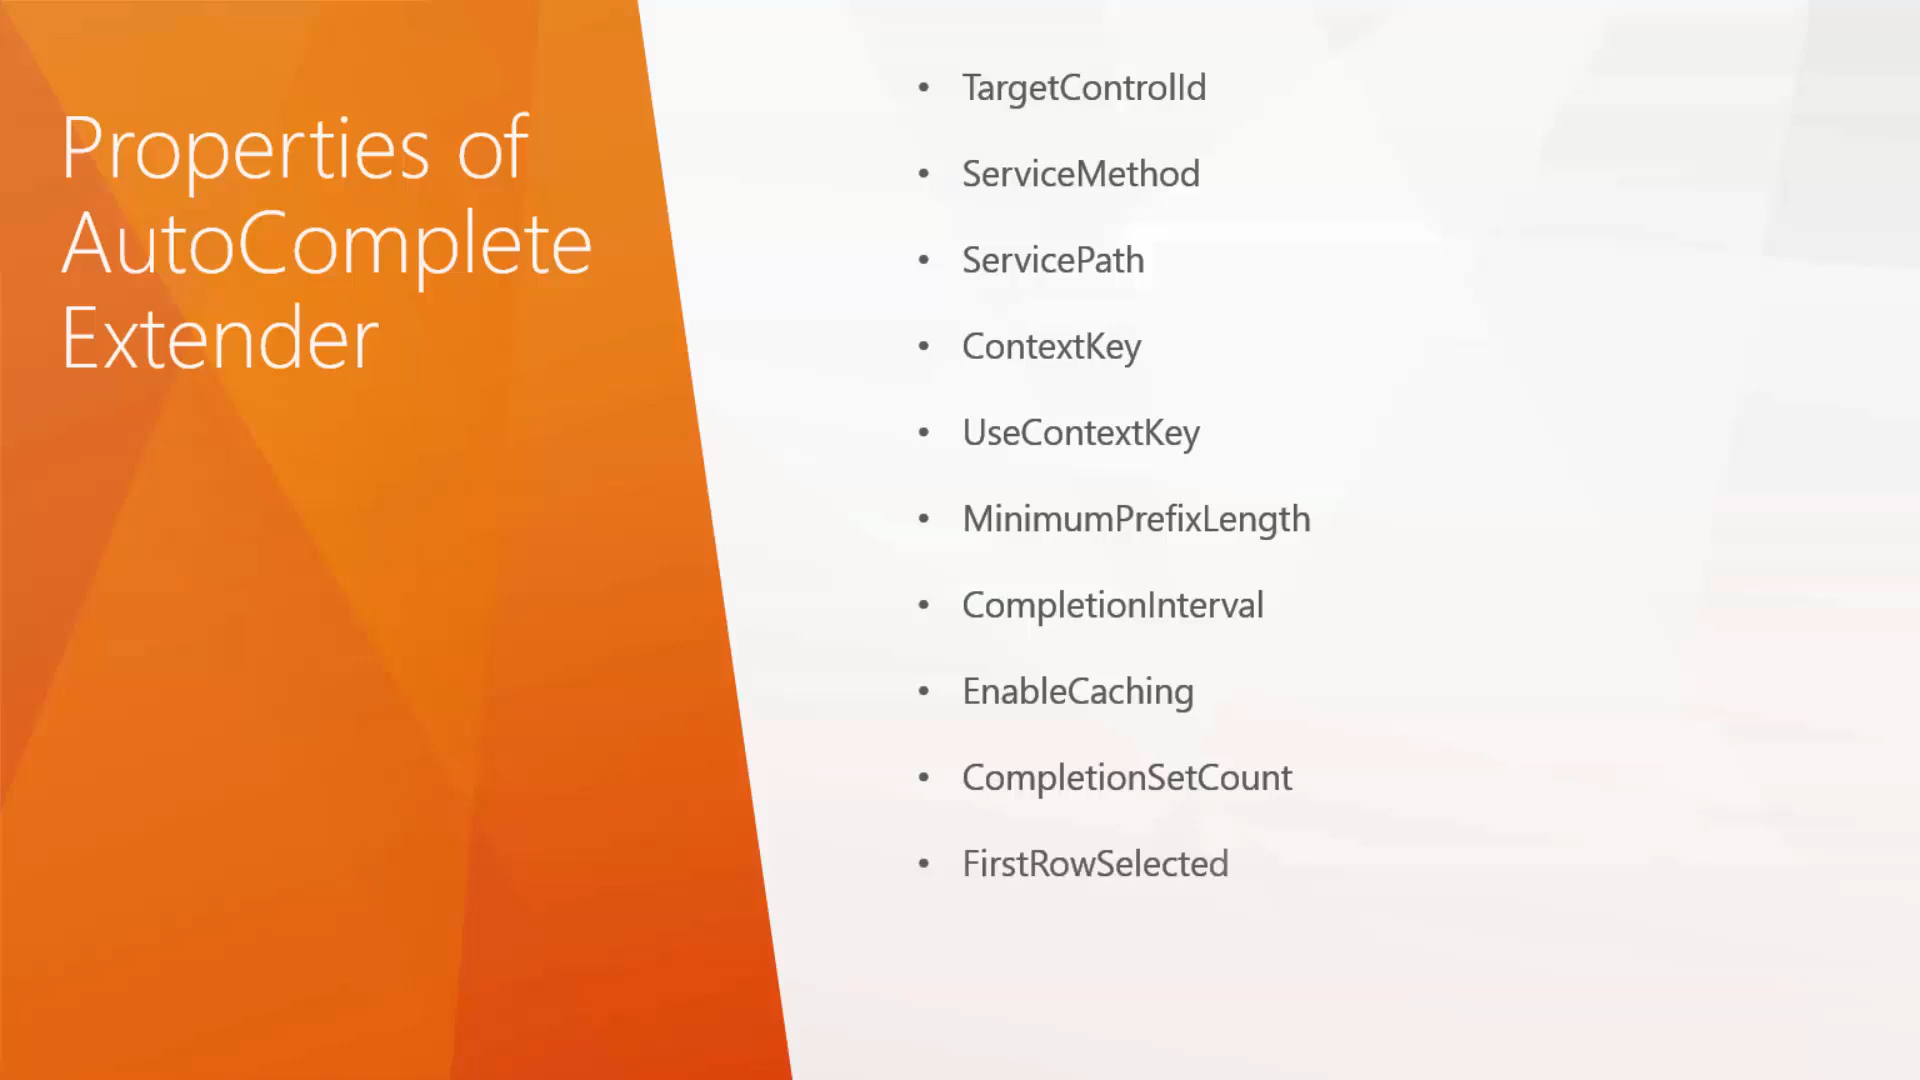 Properties of
AutoComplete
Extender
• TargetControlId
• ServiceMethod
• ServicePath
• ContextKey
• UseContextKey
• MinimumPrefixLength
• CompletionInterval
• EnableCaching
• CompletionSetCount
• FirstRowSelected